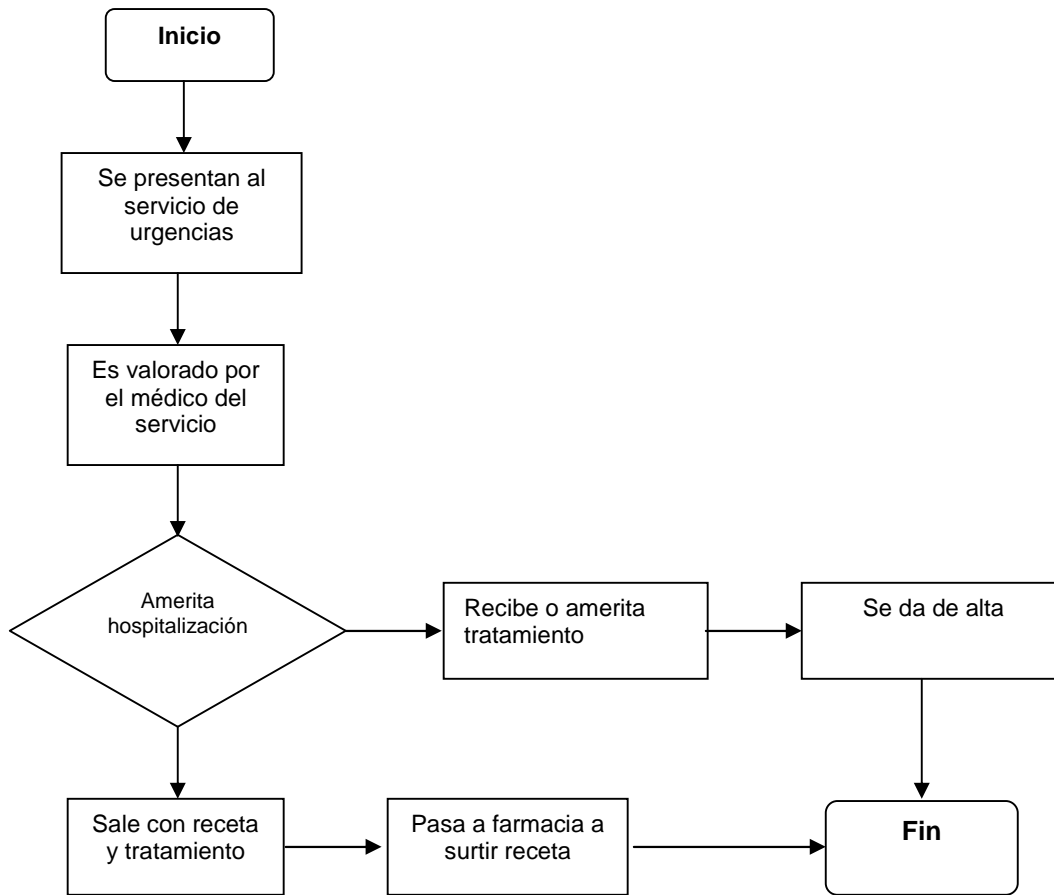 Inicio
Se presentan al
servicio de
urgencias
Es valorado por
el médico del
servicio
Amerita
hospitalización
Recibe o amerita
tratamiento
Se da de alta
Sale con receta
y tratamiento
Pasa a farmacia a
surtir receta
Fin